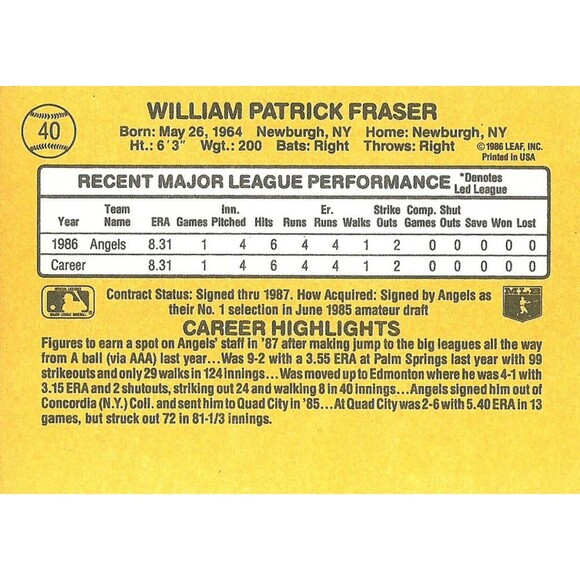 40
WILLIAM PATRICK FRASER
Born: May 26, 1964 Newburgh, NY Home: Newburgh, NY
Ht.: 6'3" Wgt.: 200 Bats: Right Throws: Right
©1986 LEAF, INC.
Printed in USA
RECENT MAJOR LEAGUE PERFORMANCE *Denotes Led League
Year Team Name ERA Games Inn. Pitched Hits Runs Er. Runs Walks Strike Outs Comp. Games Shut Outs Save Won Lost
1986 Angels 8.31 1 4 6 4 4 1 2 0 0 0 0 0
Career 8.31 1 4 6 4 4 1 2 0 0 0 0 0
Contract Status: Signed thru 1987. How Acquired: Signed by Angels as
their No. 1 selection in June 1985 amateur draft
MLB
CAREER HIGHLIGHTS
Figures to earn a spot on Angels' staff in '87 after making jump to the big leagues all the way
from A ball (via AAA) last year...Was 9-2 with a 3.55 ERA at Palm Springs last year with 99
strikeouts and only 29 walks in 124 innings...Was moved up to Edmonton where he was 4-1 with
3.15 ERA and 2 shutouts, striking out 24 and walking 8 in 40 innings...Angels signed him out of
Concordia (N.Y.) Coll. and sent him to Quad City in '85...At Quad City was 2-6 with 5.40 ERA in 13
games, but struck out 72 in 81-1/3 innings.